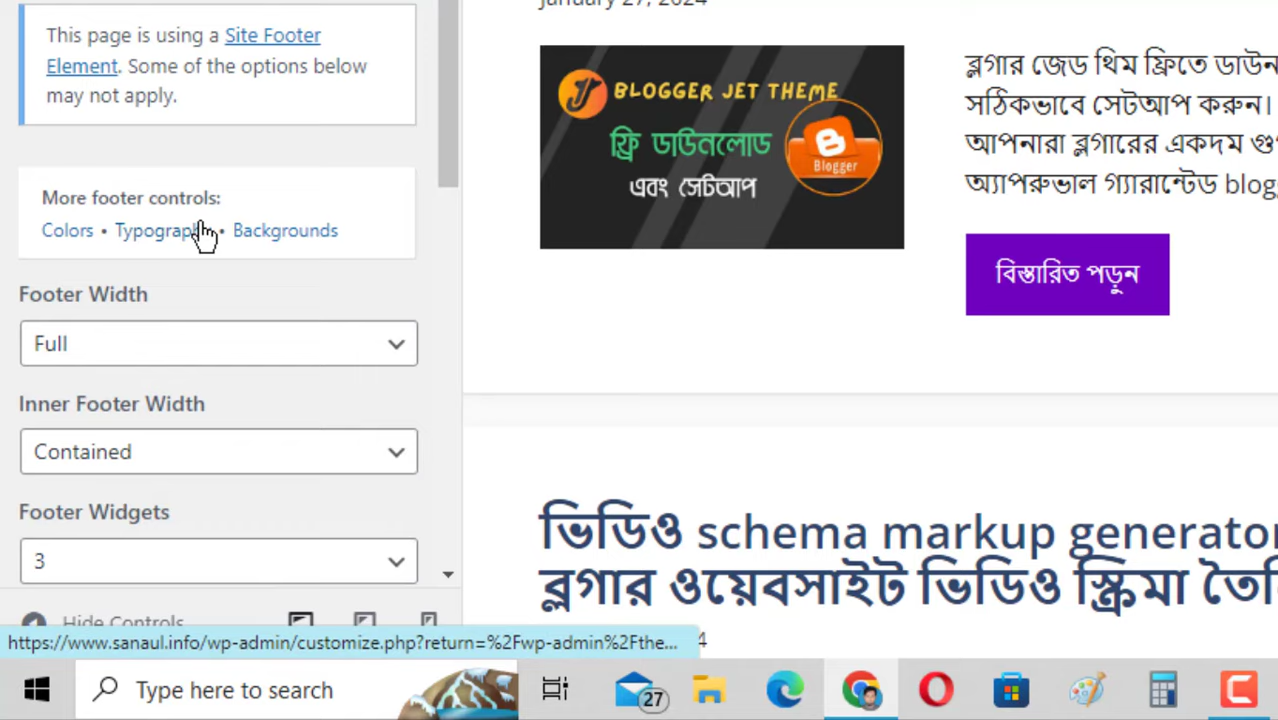 This page is using a Site Footer
Element. Some of the options below
may not apply.
More footer controls:
Colors • Typography • Backgrounds
Footer Width
Full
Inner Footer Width
Contained
Footer Widgets
3
Hide Controls
https://www.sanaul.info/wp-admin/customize.php?return=%2Fwp-admin%2Fthe...
January 27, 2024
BLOGGER JET THEME
ফ্রি ডাউনলোড
এবং সেটআপ
Blogger
ব্লগার জেড থিম ফ্রিতে ডাউন
সঠিকভাবে সেটআপ করুন।
আপনারা ব্লগারের একদম
অ্যাপরুভাল গ্যারান্টেড blog
বিস্তারিত পড়ুন
ভিডিও schema markup generator
ব্লগার ওয়েবসাইট ভিডিও স্ক্রিমা তৈরি
Type here to search
27